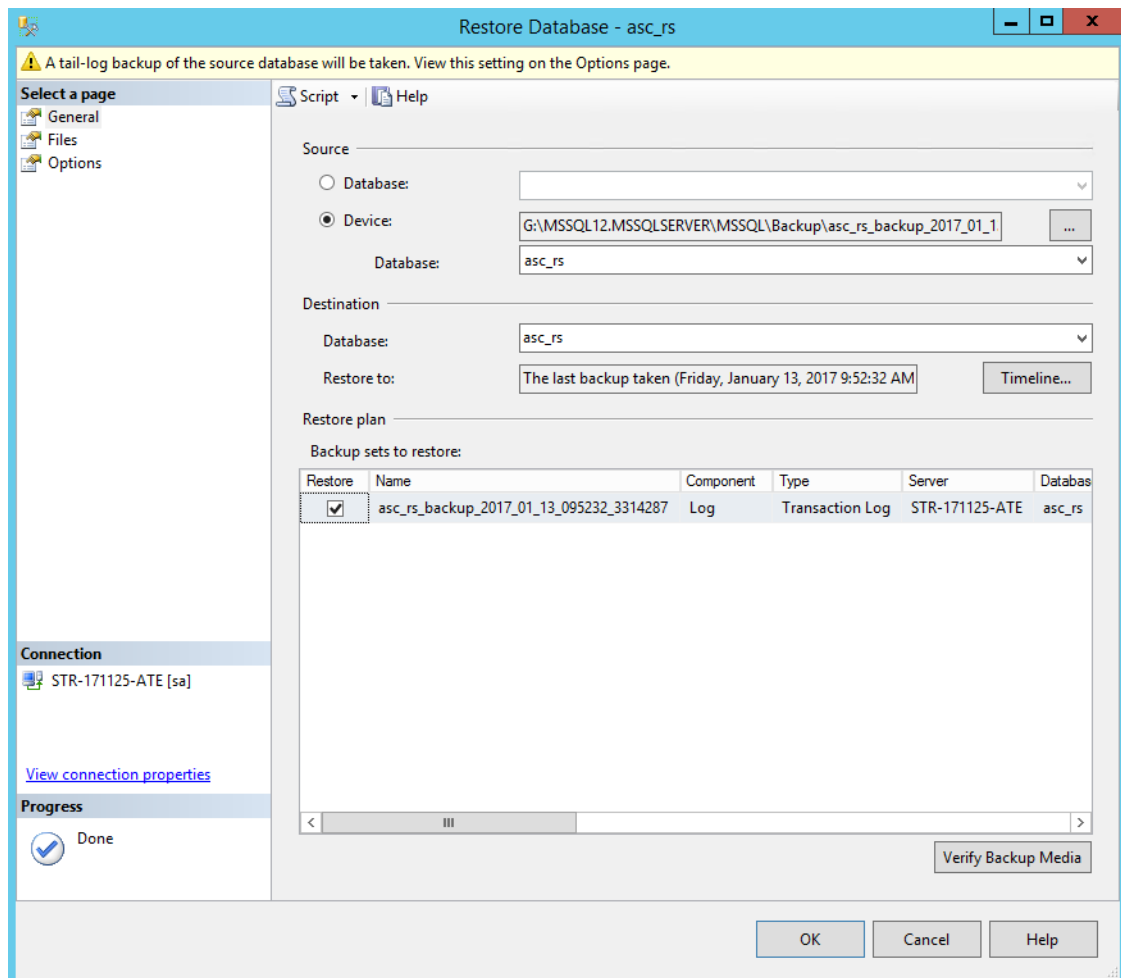 Restore Database - asc_rs
A tail-log backup of the source database will be taken. View this setting on the Options page.
Select a page
General
Files
Options
Script
Help
Source
Database:
Device:
G:\MSSQL12.MSSQLSERVER\MSSQL\Backup\asc_rs_backup_2017_01_1
...
Database:
asc_rs
Destination
Database:
asc_rs
Restore to:
The last backup taken (Friday, January 13, 2017 9:52:32 AM
Timeline...
Restore plan
Backup sets to restore:
Restore Name Component Type Server Databas
asc_rs_backup_2017_01_13_095232_3314287 Log Transaction Log STR-171125-ATE asc_rs
Connection
STR-171125-ATE [sa]
View connection properties
Progress
Done
Verify Backup Media
OK Cancel Help